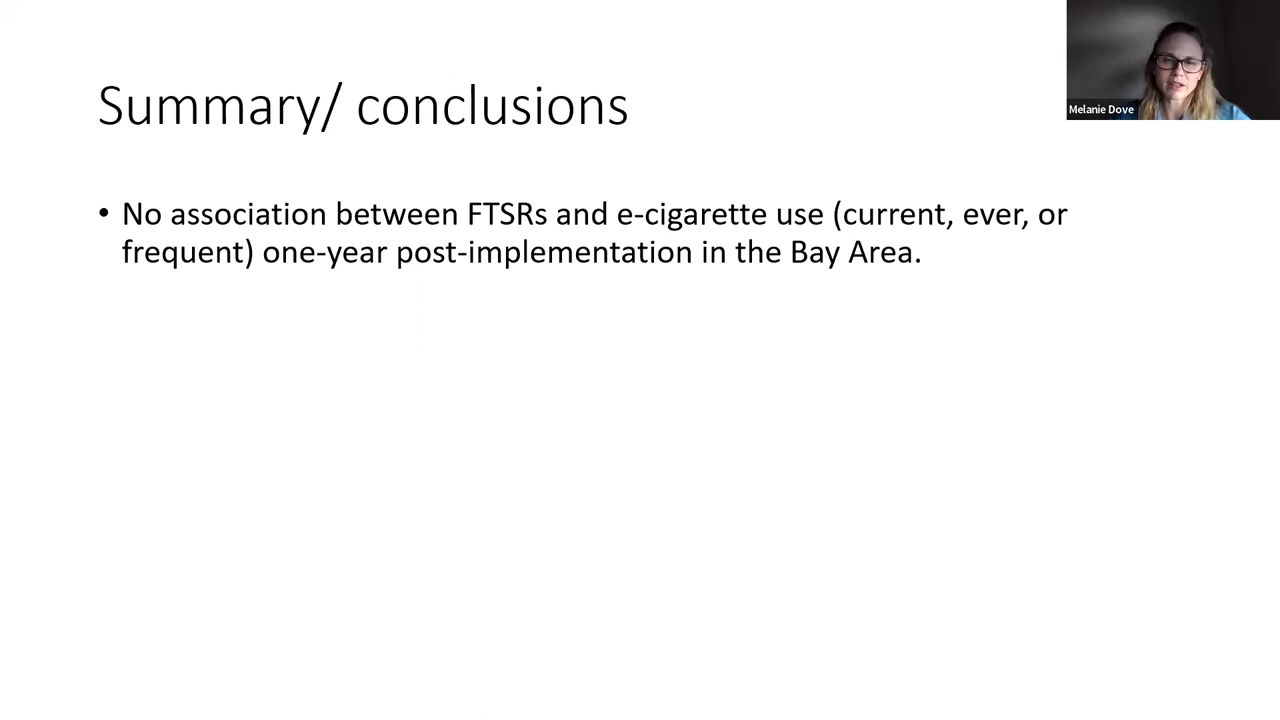 Summary/ conclusions
Melanie Dove
• No association between FTSRs and e-cigarette use (current, ever, or
frequent) one-year post-implementation in the Bay Area.